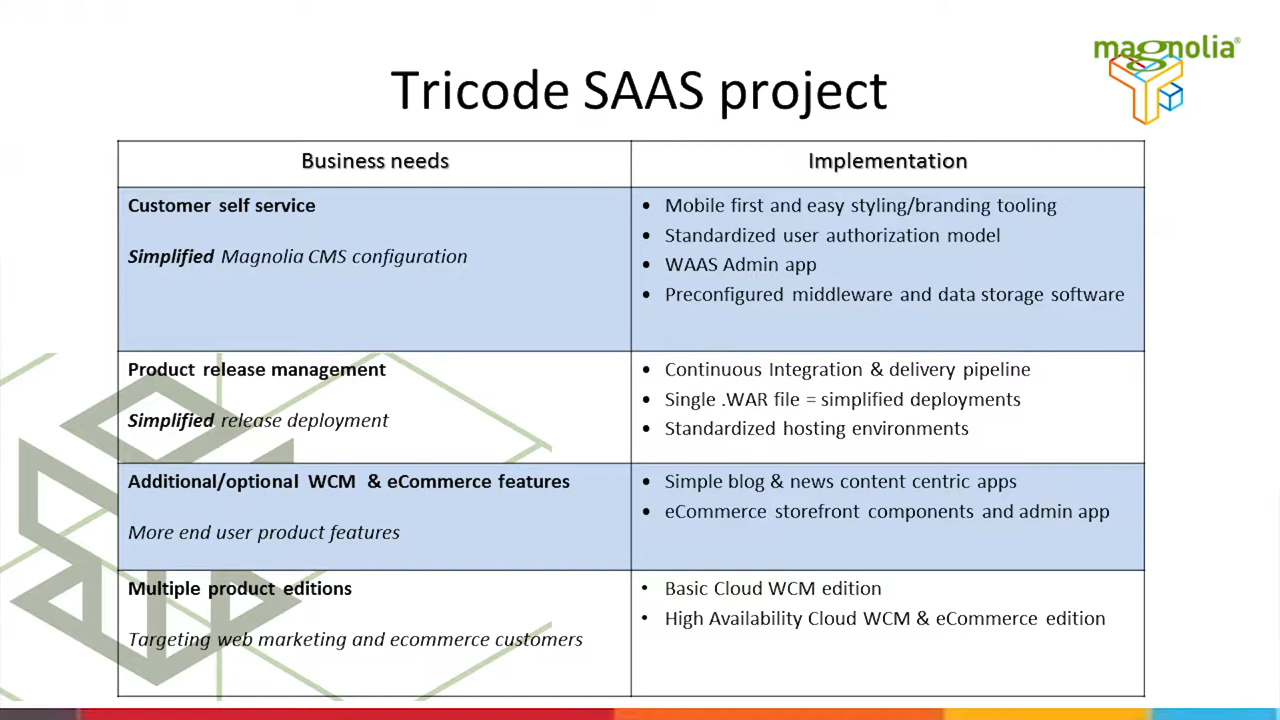 magnolia®
Tricode SAAS project
Business needs
Implementation
Customer self service
Simplified Magnolia CMS configuration
• Mobile first and easy styling/branding tooling
• Standardized user authorization model
• WAAS Admin app
• Preconfigured middleware and data storage software
Product release management
Simplified release deployment
• Continuous Integration & delivery pipeline
• Single .WAR file = simplified deployments
• Standardized hosting environments
Additional/optional WCM & eCommerce features
More end user product features
• Simple blog & news content centric apps
• eCommerce storefront components and admin app
Multiple product editions
Targeting web marketing and ecommerce customers
• Basic Cloud WCM edition
• High Availability Cloud WCM & eCommerce edition